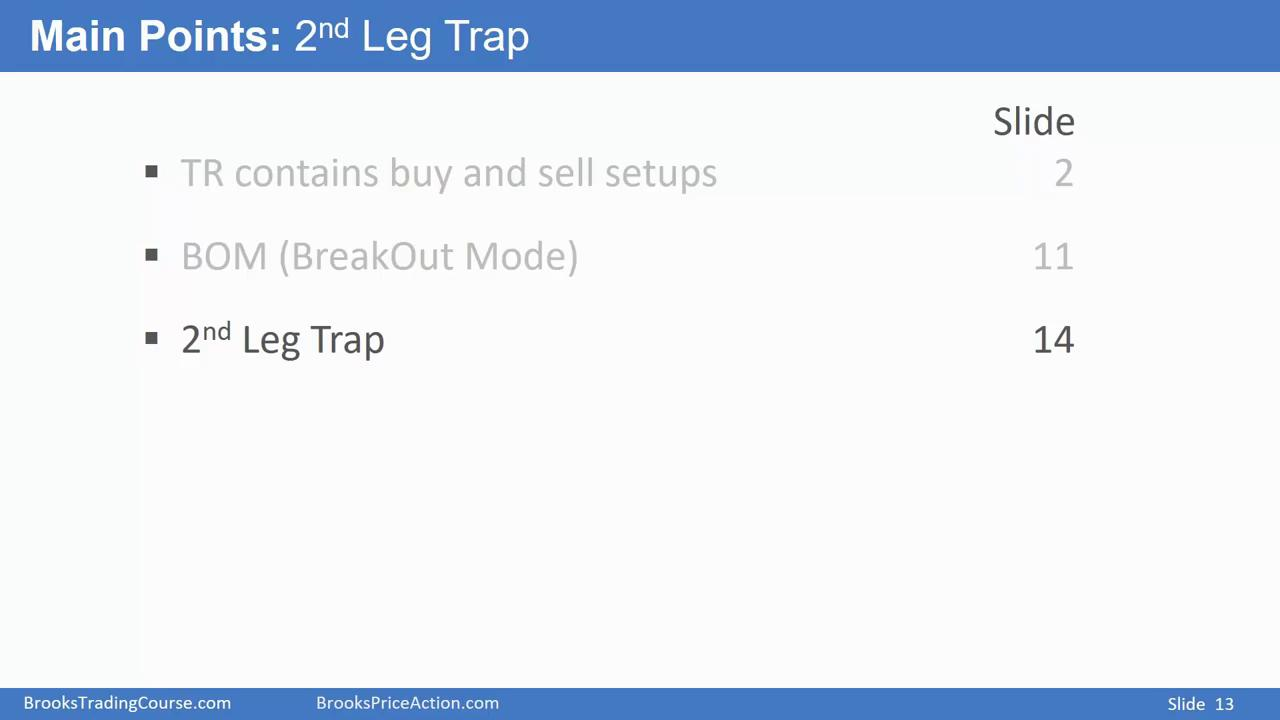 Main Points: 2nd Leg Trap
Slide
▪ TR contains buy and sell setups 2
▪ BOM (BreakOut Mode) 11
▪ 2nd Leg Trap 14
BrooksTradingCourse.com BrooksPriceAction.com Slide 13